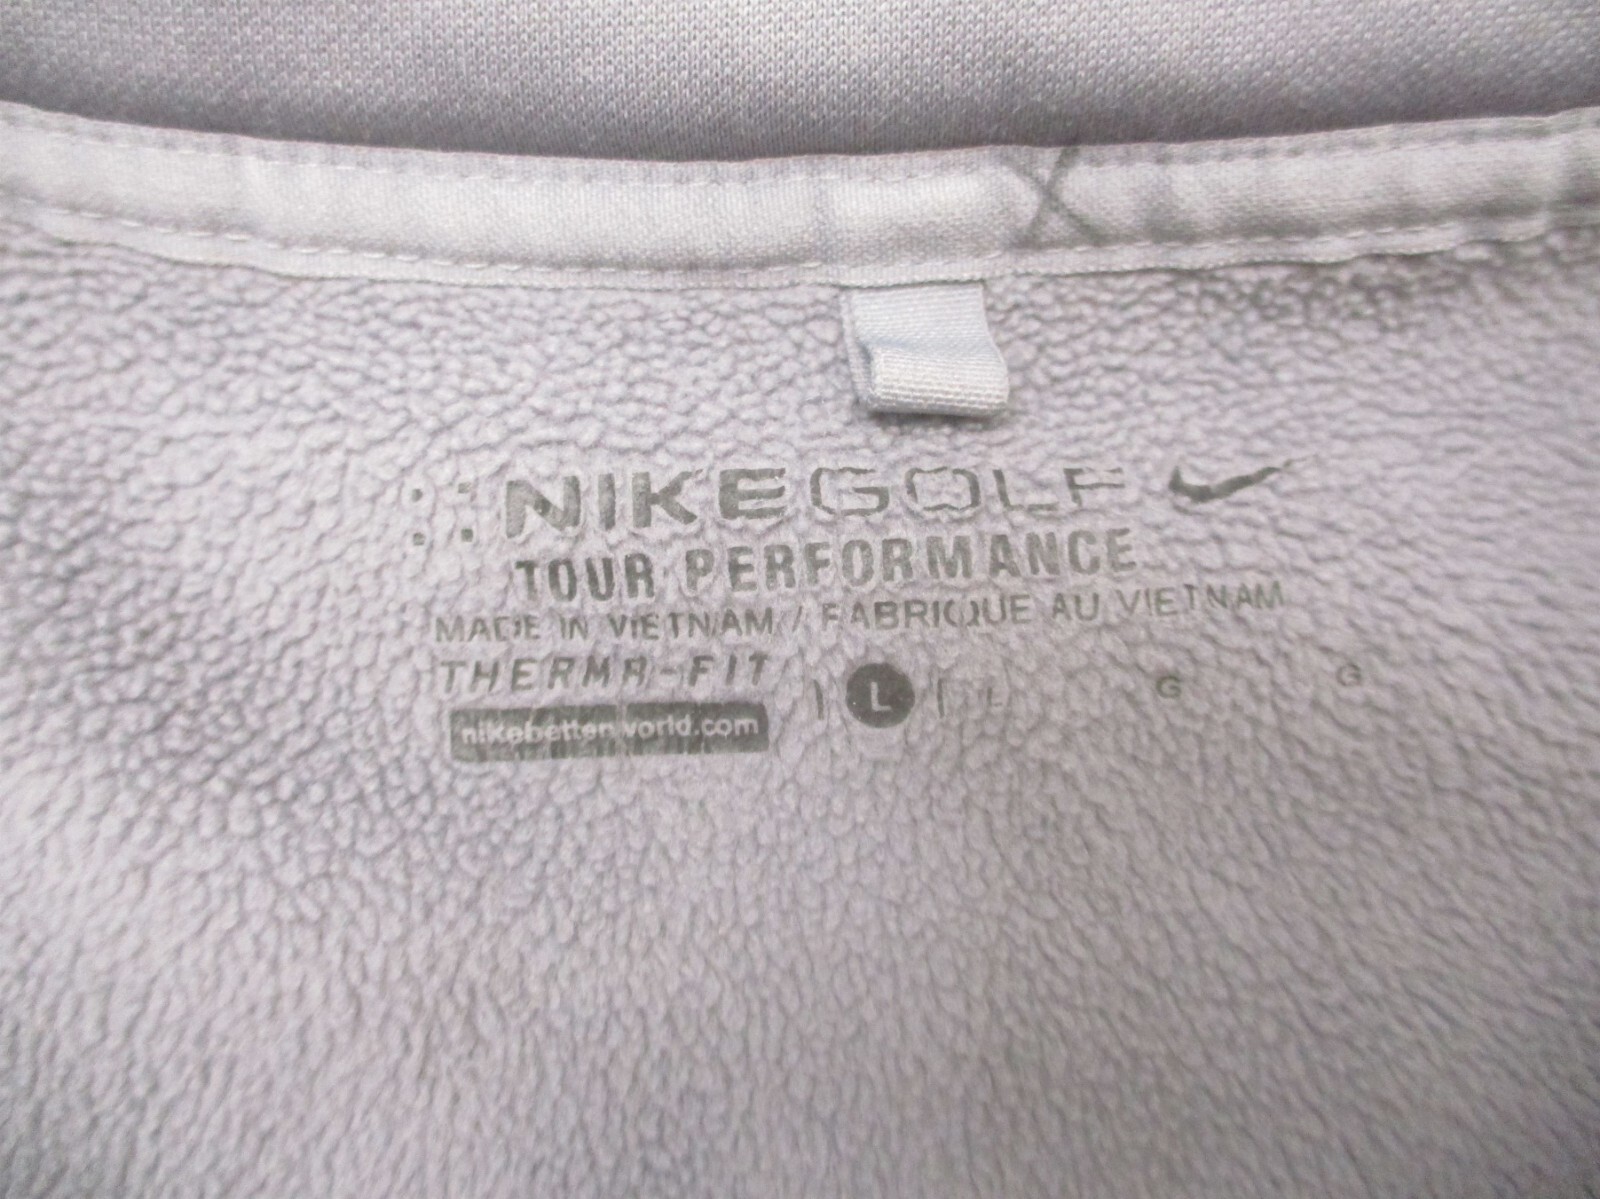 NIKEGOLF
TOUR PERFORMANCE
MADE IN VIETNAM / FABRIQUE AU VIETNAM
THERMA-FIT
L L G G
nikebetterworld.com